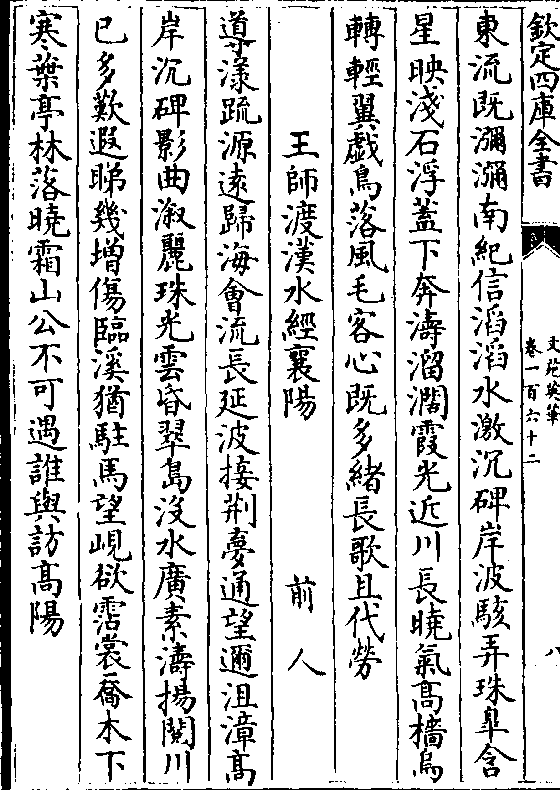 欽定四庫全書
文苑英華
卷一百六十二
八
東流既瀰瀰南紀信滔滔水激沉碑岸波駭弄珠臯含
星映淺石浮蓋下奔濤溜濶霞光近川長曉氣髙檣烏
轉輕翼戯鳥落風毛客心既多緒長歌且代勞
王師渡漢水經襄陽　前人
導漾疏源遠歸海會流長延波接荆夢通望邇沮漳髙
岸沉碑影曲溆麗珠光雲昏翠島没水廣素濤揚閱川
已多歎遐睇幾增傷臨溪猶駐馬望峴欲霑裳喬木下
寒葉亭林落曉霜山公不可遇誰與訪髙陽